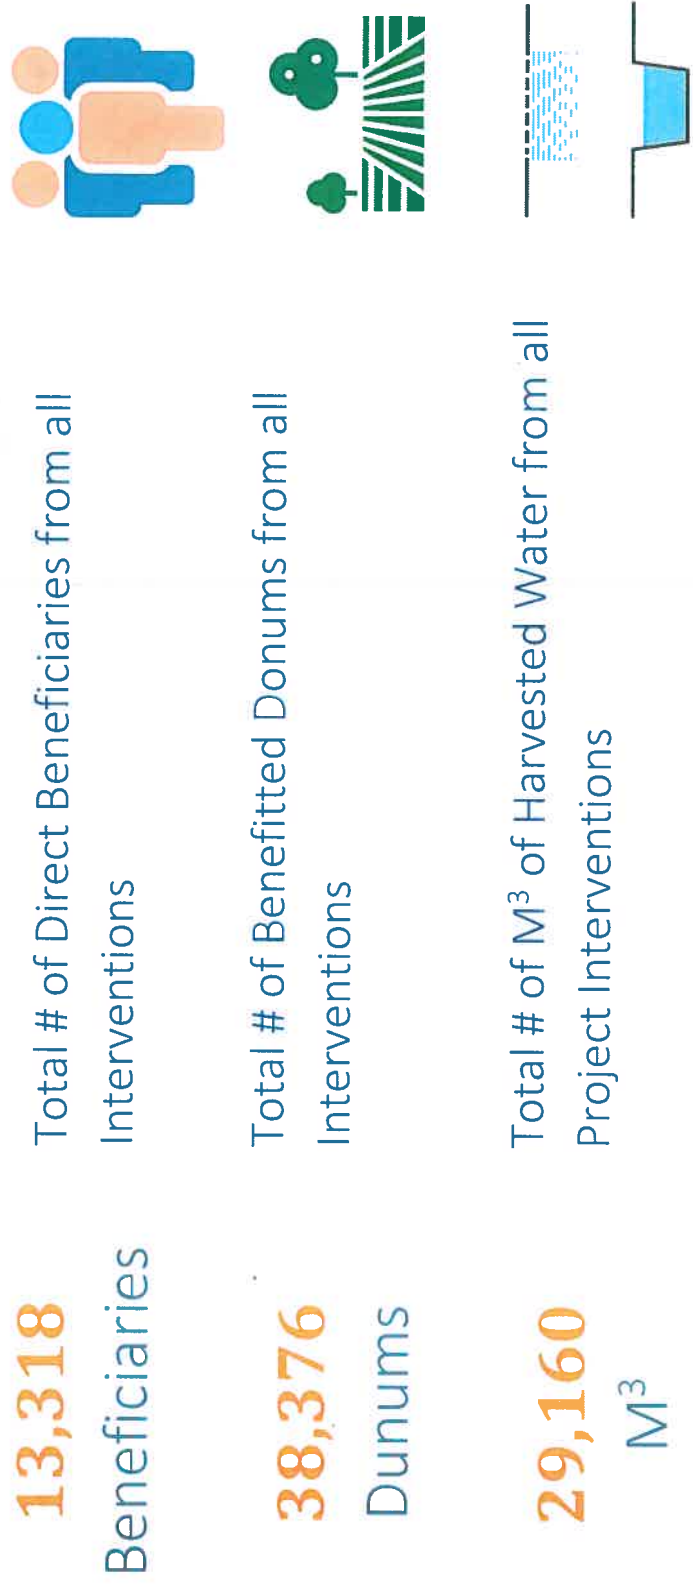 13,318
Beneficiaries
Total # of Direct Beneficiaries from all
Interventions
38,376
Dunums
Total # of Benefitted Donums from all
Interventions
29,160
M³
Total # of M³ of Harvested Water from all
Project Interventions